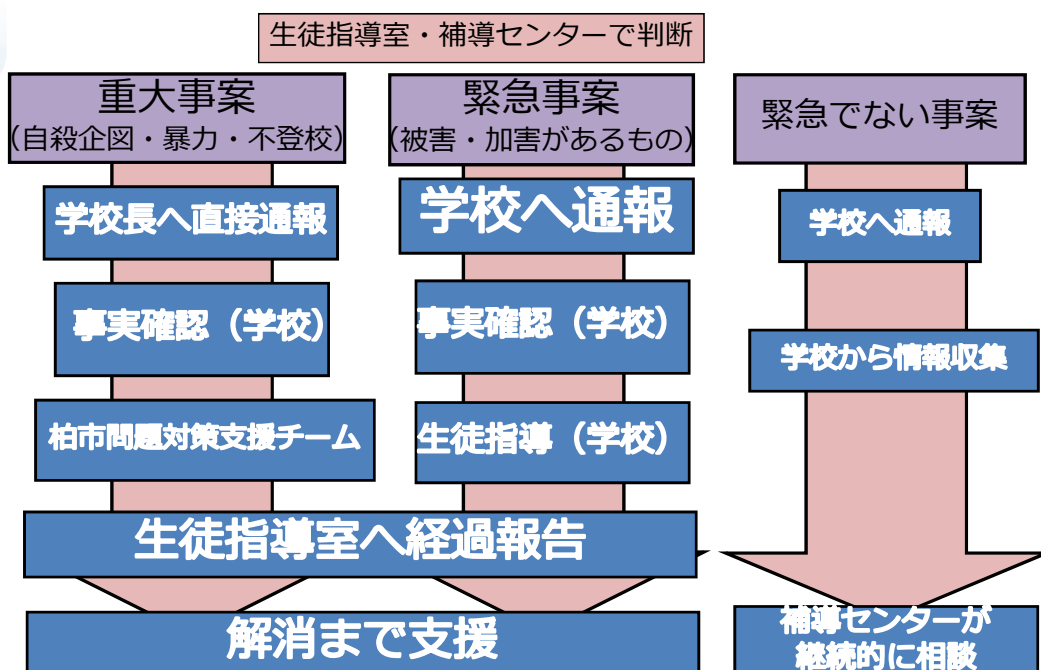 生徒指導室・補導センターで判断
重大事案
(自殺企図・暴力・不登校)
学校長へ直接通報
事実確認（学校）
柏市問題対策支援チーム
緊急事案
(被害・加害があるもの)
学校へ通報
事実確認（学校）
生徒指導（学校）
生徒指導室へ経過報告
解消まで支援
緊急でない事案
学校へ通報
学校から情報収集
補導センターが
継続的に相談